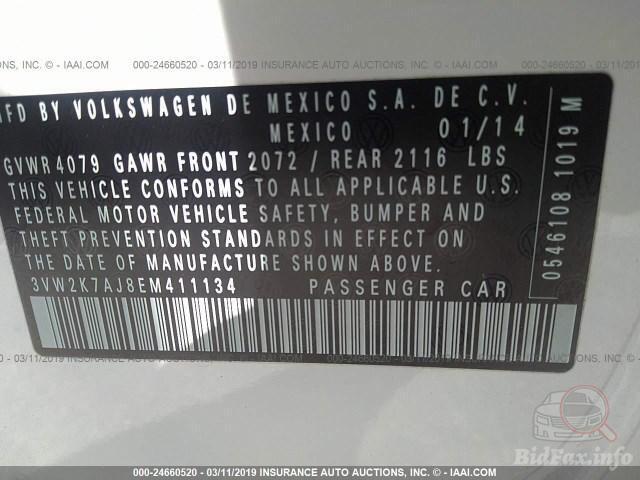 000-24660520 - 03/11/2019 INSURANCE AUTO AUCTIONS, INC. © - IAAI.COM
MFD BY VOLKSWAGEN DE MEXICO S.A. DE C.V.
MEXICO 01/14
GVWR 4079 GAWR FRONT 2072 / REAR 2116 LBS
THIS VEHICLE CONFORMS TO ALL APPLICABLE U.S.
FEDERAL MOTOR VEHICLE SAFETY, BUMPER AND
THEFT PREVENTION STANDARDS IN EFFECT ON
THE DATE OF MANUFACTURE SHOWN ABOVE.
3VW2K7AJ8EM411134 PASSENGER CAR
0546108 1019 M
000-24660520 - 03/11/2019 INSURANCE AUTO AUCTIONS, INC. © - IAAI.COM
BidFax.info
000-24660520 - 03/11/2019 INSURANCE AUTO AUCTIONS, INC. © - IAAI.COM